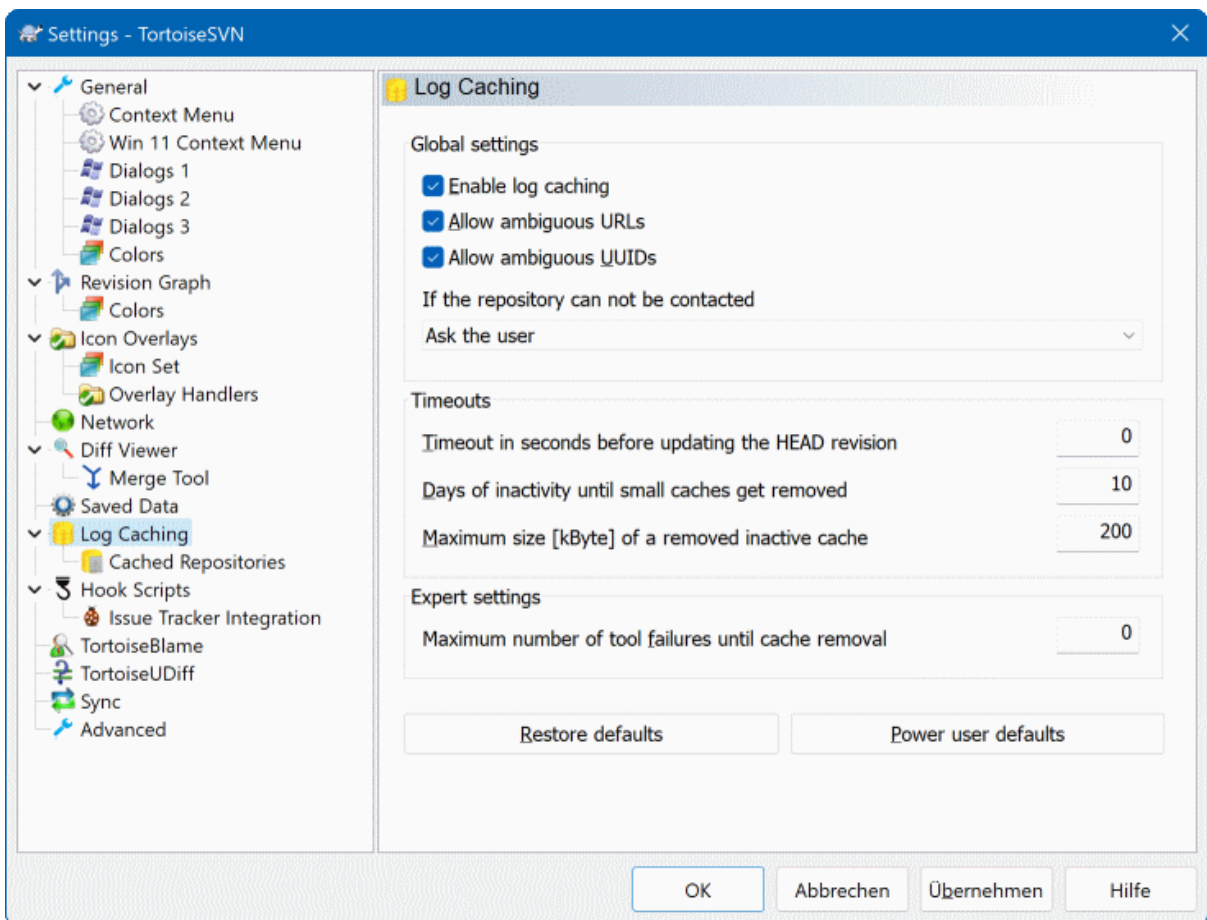 Settings - TortoiseSVN
General
Context Menu
Win 11 Context Menu
Dialogs 1
Dialogs 2
Dialogs 3
Colors
Revision Graph
Colors
Icon Overlays
Icon Set
Overlay Handlers
Network
Diff Viewer
Merge Tool
Saved Data
Log Caching
Cached Repositories
Hook Scripts
Issue Tracker Integration
TortoiseBlame
TortoiseUDiff
Sync
Advanced
Log Caching
Global settings
Enable log caching
Allow ambiguous URLs
Allow ambiguous UUIDs
If the repository can not be contacted
Ask the user
Timeouts
Timeout in seconds before updating the HEAD revision 0
Days of inactivity until small caches get removed 10
Maximum size [kByte] of a removed inactive cache 200
Expert settings
Maximum number of tool failures until cache removal 0
Restore defaults Power user defaults
OK Abbrechen Übernehmen Hilfe